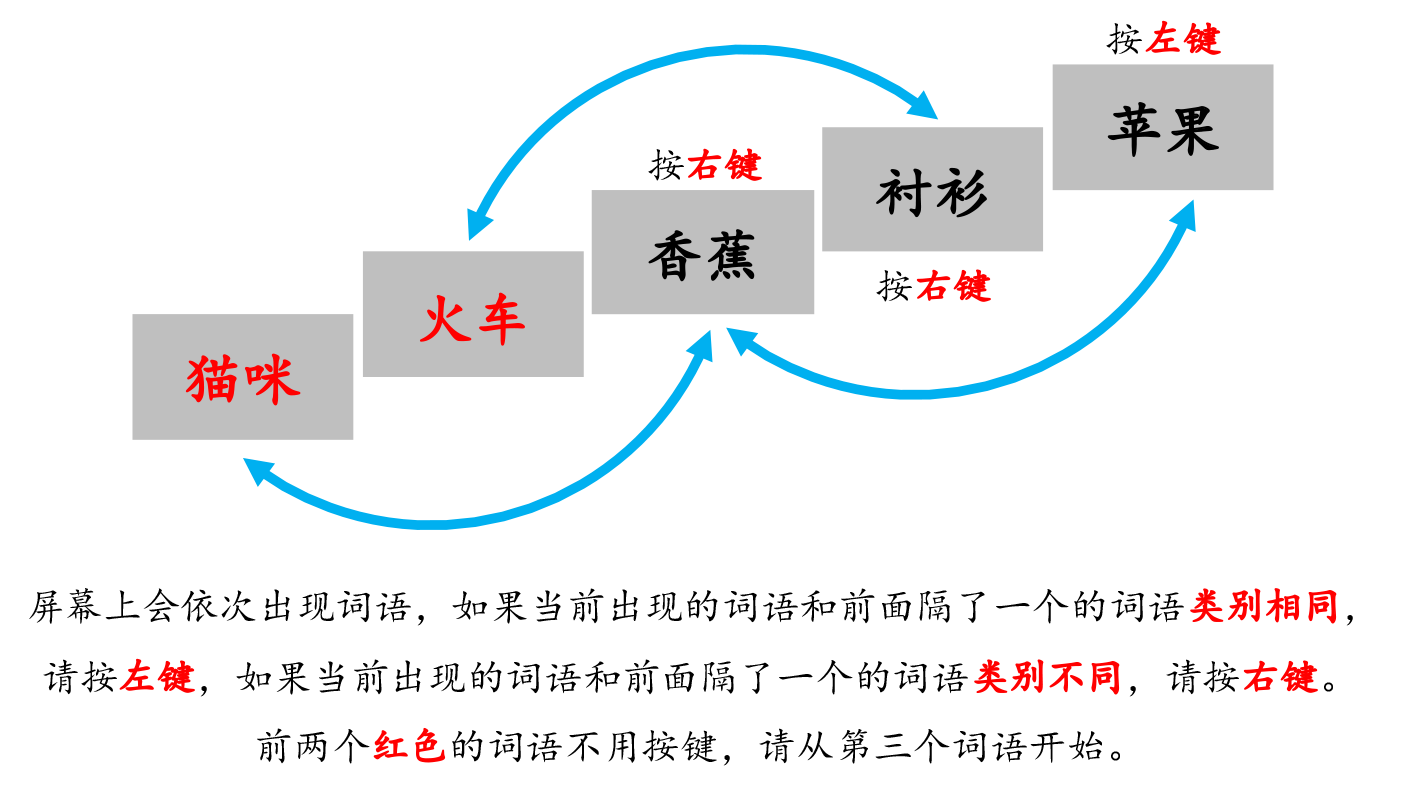 按左键
苹果
按右键
衬衫
香蕉
按右键
火车
猫咪
屏幕上会依次出现词语，如果当前出现的词语和前面隔了一个的词语类别相同，
请按左键，如果当前出现的词语和前面隔了一个的词语类别不同，请按右键。
前两个红色的词语不用按键，请从第三个词语开始。